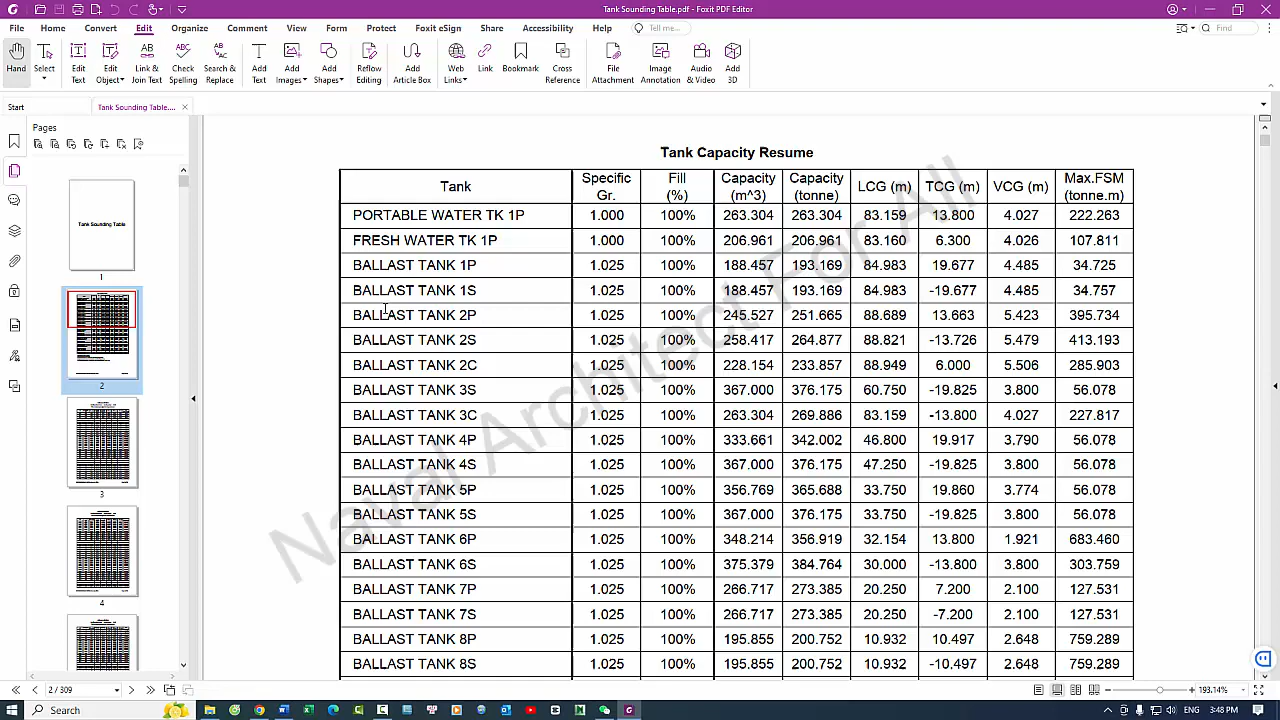 Tank Sounding Table.pdf - Foxit PDF Editor
File Home Convert Edit Organize Comment View Form Protect Foxit eSign Share Accessibility Help Tell me... Find
Hand Select Edit Text Edit Object Link & Join Text Check Spelling Search & Replace Add Text Add Images Add Shapes Reflow Editing Add Article Box Web Links Link Bookmark Cross Reference File Attachment Image Annotation Audio & Video Add 3D
Start Tank Sounding Table....
Pages
Tank Sounding Table
1
2
3
4
Tank Capacity Resume
Tank Specific Gr. Fill (%) Capacity (m^3) Capacity (tonne) LCG (m) TCG (m) VCG (m) Max.FSM (tonne.m)
PORTABLE WATER TK 1P 1.000 100% 263.304 263.304 83.159 13.800 4.027 222.263
FRESH WATER TK 1P 1.000 100% 206.961 206.961 83.160 6.300 4.026 107.811
BALLAST TANK 1P 1.025 100% 188.457 193.169 84.983 19.677 4.485 34.725
BALLAST TANK 1S 1.025 100% 188.457 193.169 84.983 -19.677 4.485 34.757
BALLAST TANK 2P 1.025 100% 245.527 251.665 88.689 13.663 5.423 395.734
BALLAST TANK 2S 1.025 100% 258.417 264.877 88.821 -13.726 5.479 413.193
BALLAST TANK 2C 1.025 100% 228.154 233.857 88.949 6.000 5.506 285.903
BALLAST TANK 3S 1.025 100% 367.000 376.175 60.750 -19.825 3.800 56.078
BALLAST TANK 3C 1.025 100% 263.304 269.886 83.159 -13.800 4.027 227.817
BALLAST TANK 4P 1.025 100% 333.661 342.002 46.800 19.917 3.790 56.078
BALLAST TANK 4S 1.025 100% 367.000 376.175 47.250 -19.825 3.800 56.078
BALLAST TANK 5P 1.025 100% 356.769 365.688 33.750 19.860 3.774 56.078
BALLAST TANK 5S 1.025 100% 367.000 376.175 33.750 -19.825 3.800 56.078
BALLAST TANK 6P 1.025 100% 348.214 356.919 32.154 13.800 1.921 683.460
BALLAST TANK 6S 1.025 100% 375.379 384.764 30.000 -13.800 3.800 303.759
BALLAST TANK 7P 1.025 100% 266.717 273.385 20.250 7.200 2.100 127.531
BALLAST TANK 7S 1.025 100% 266.717 273.385 20.250 -7.200 2.100 127.531
BALLAST TANK 8P 1.025 100% 195.855 200.752 10.932 10.497 2.648 759.289
BALLAST TANK 8S 1.025 100% 195.855 200.752 10.932 -10.497 2.648 759.289
Naval Architect For All
2 / 309 193.14%
Search ENG 3:48 PM